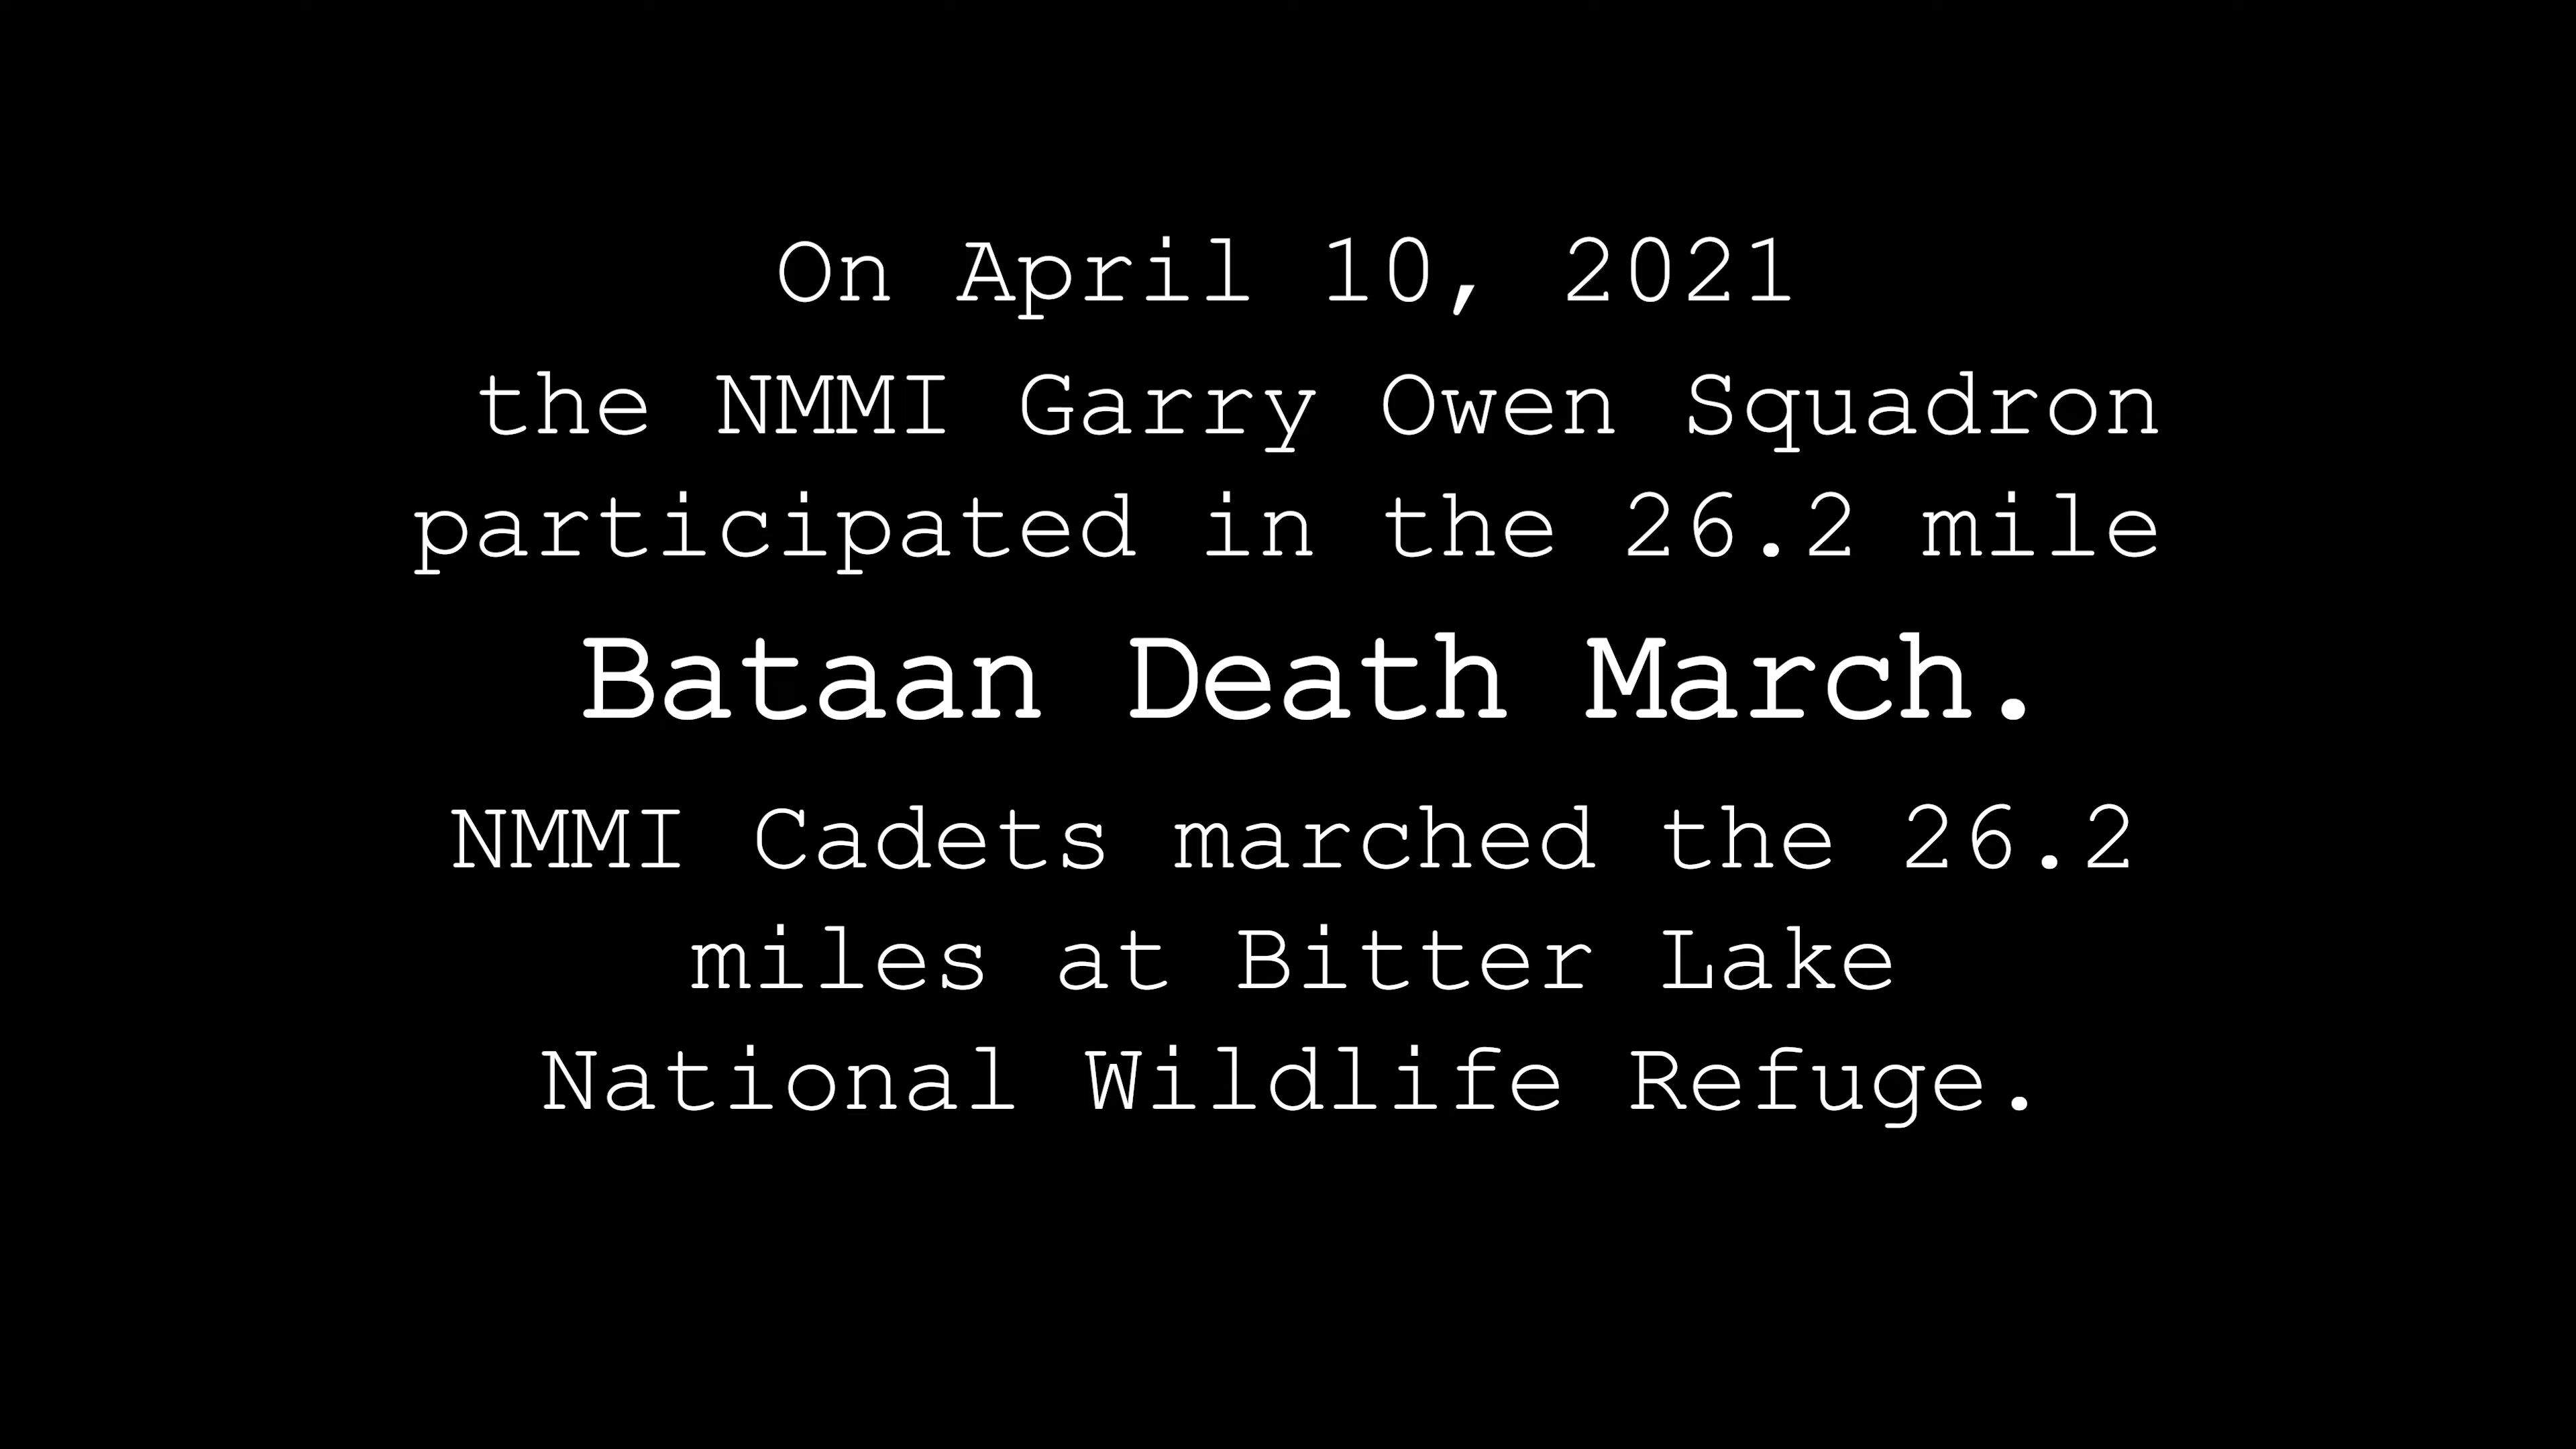 On April 10, 2021
the NMMI Garry Owen Squadron
participated in the 26.2 mile
Bataan Death March.
NMMI Cadets marched the 26.2
miles at Bitter Lake
National Wildlife Refuge.